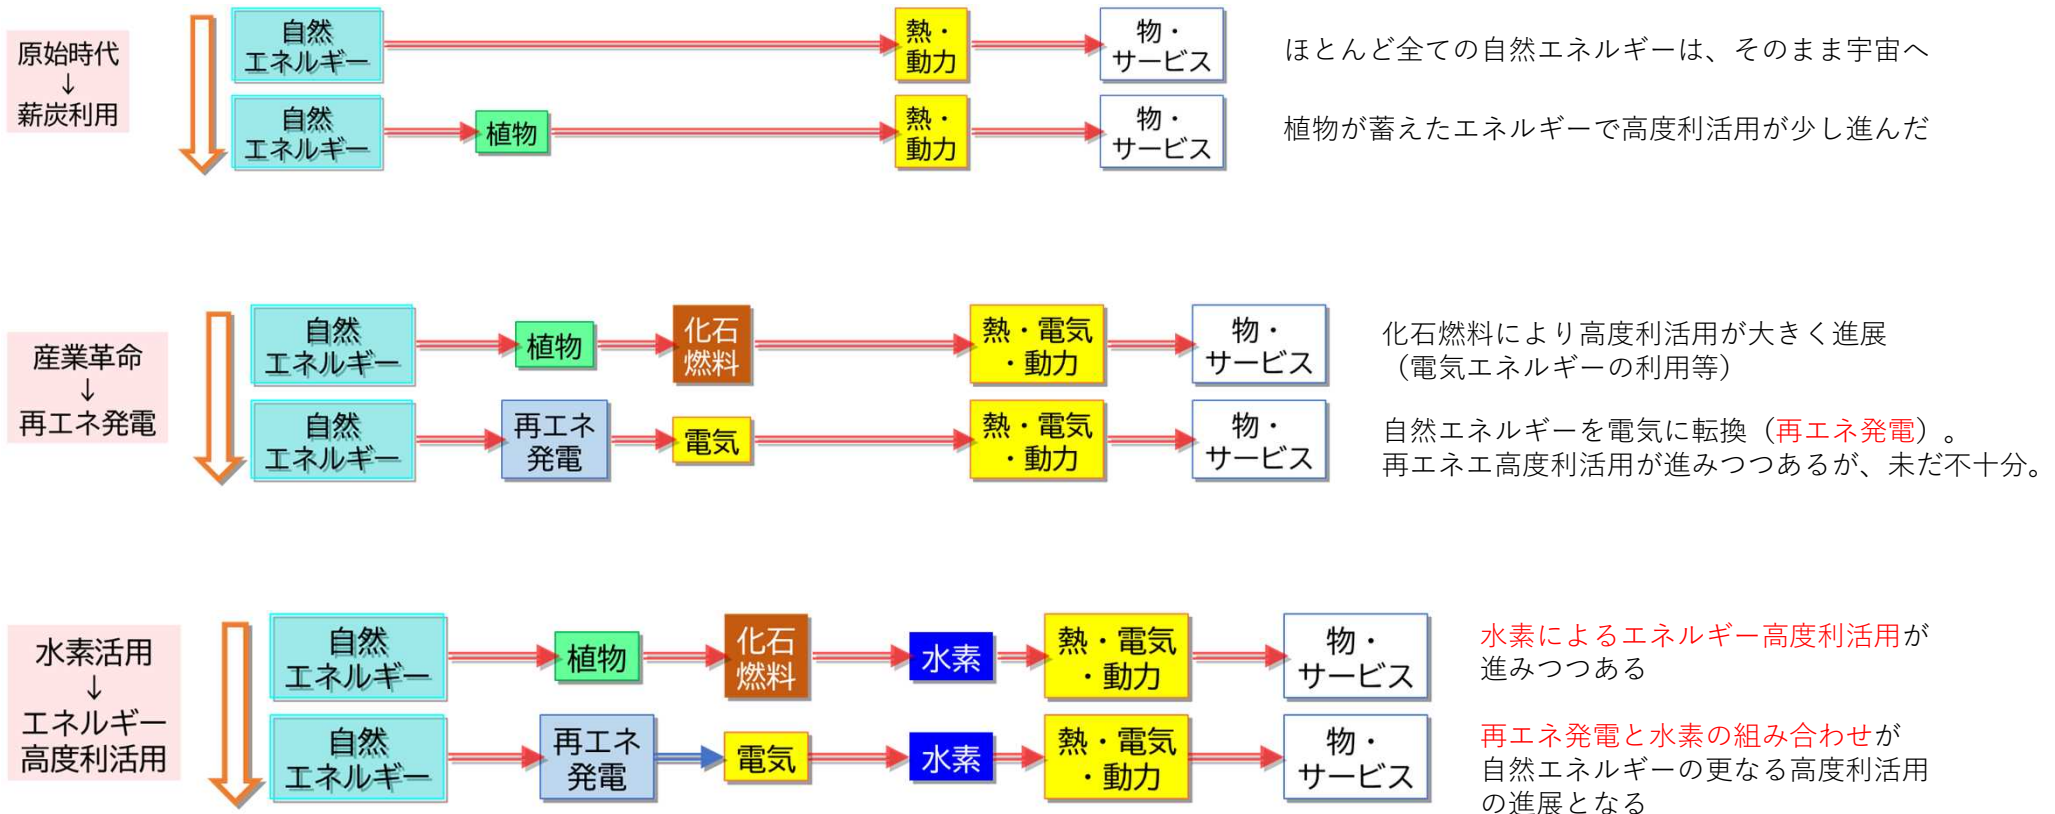 原始時代
↓
薪炭利用
自然
エネルギー
熱・
動力
物・
サービス
ほとんど全ての自然エネルギーは、そのまま宇宙へ
自然
エネルギー
植物
熱・
動力
物・
サービス
植物が蓄えたエネルギーで高度利活用が少し進んだ
産業革命
↓
再エネ発電
自然
エネルギー
植物
化石
燃料
熱・電気
・動力
物・
サービス
化石燃料により高度利活用が大きく進展
（電気エネルギーの利用等）
自然
エネルギー
再エネ
発電
電気
熱・電気
・動力
物・
サービス
自然エネルギーを電気に転換（再エネ発電）。
再エネエ高度利活用が進みつつあるが、未だ不十分。
水素活用
↓
エネルギー
高度利活用
自然
エネルギー
植物
化石
燃料
水素
熱・電気
・動力
物・
サービス
水素によるエネルギー高度利活用が
進みつつある
自然
エネルギー
再エネ
発電
電気
水素
熱・電気
・動力
物・
サービス
再エネ発電と水素の組み合わせが
自然エネルギーの更なる高度利活用
の進展となる